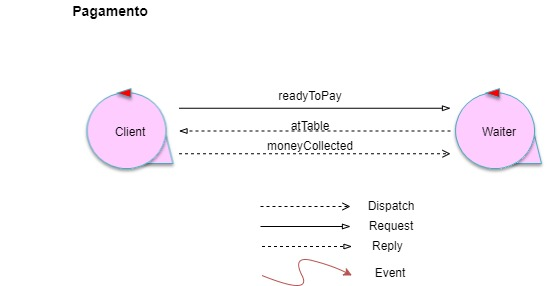 Pagamento
readyToPay
Client
atTable
Waiter
moneyCollected
Dispatch
Request
Reply
Event